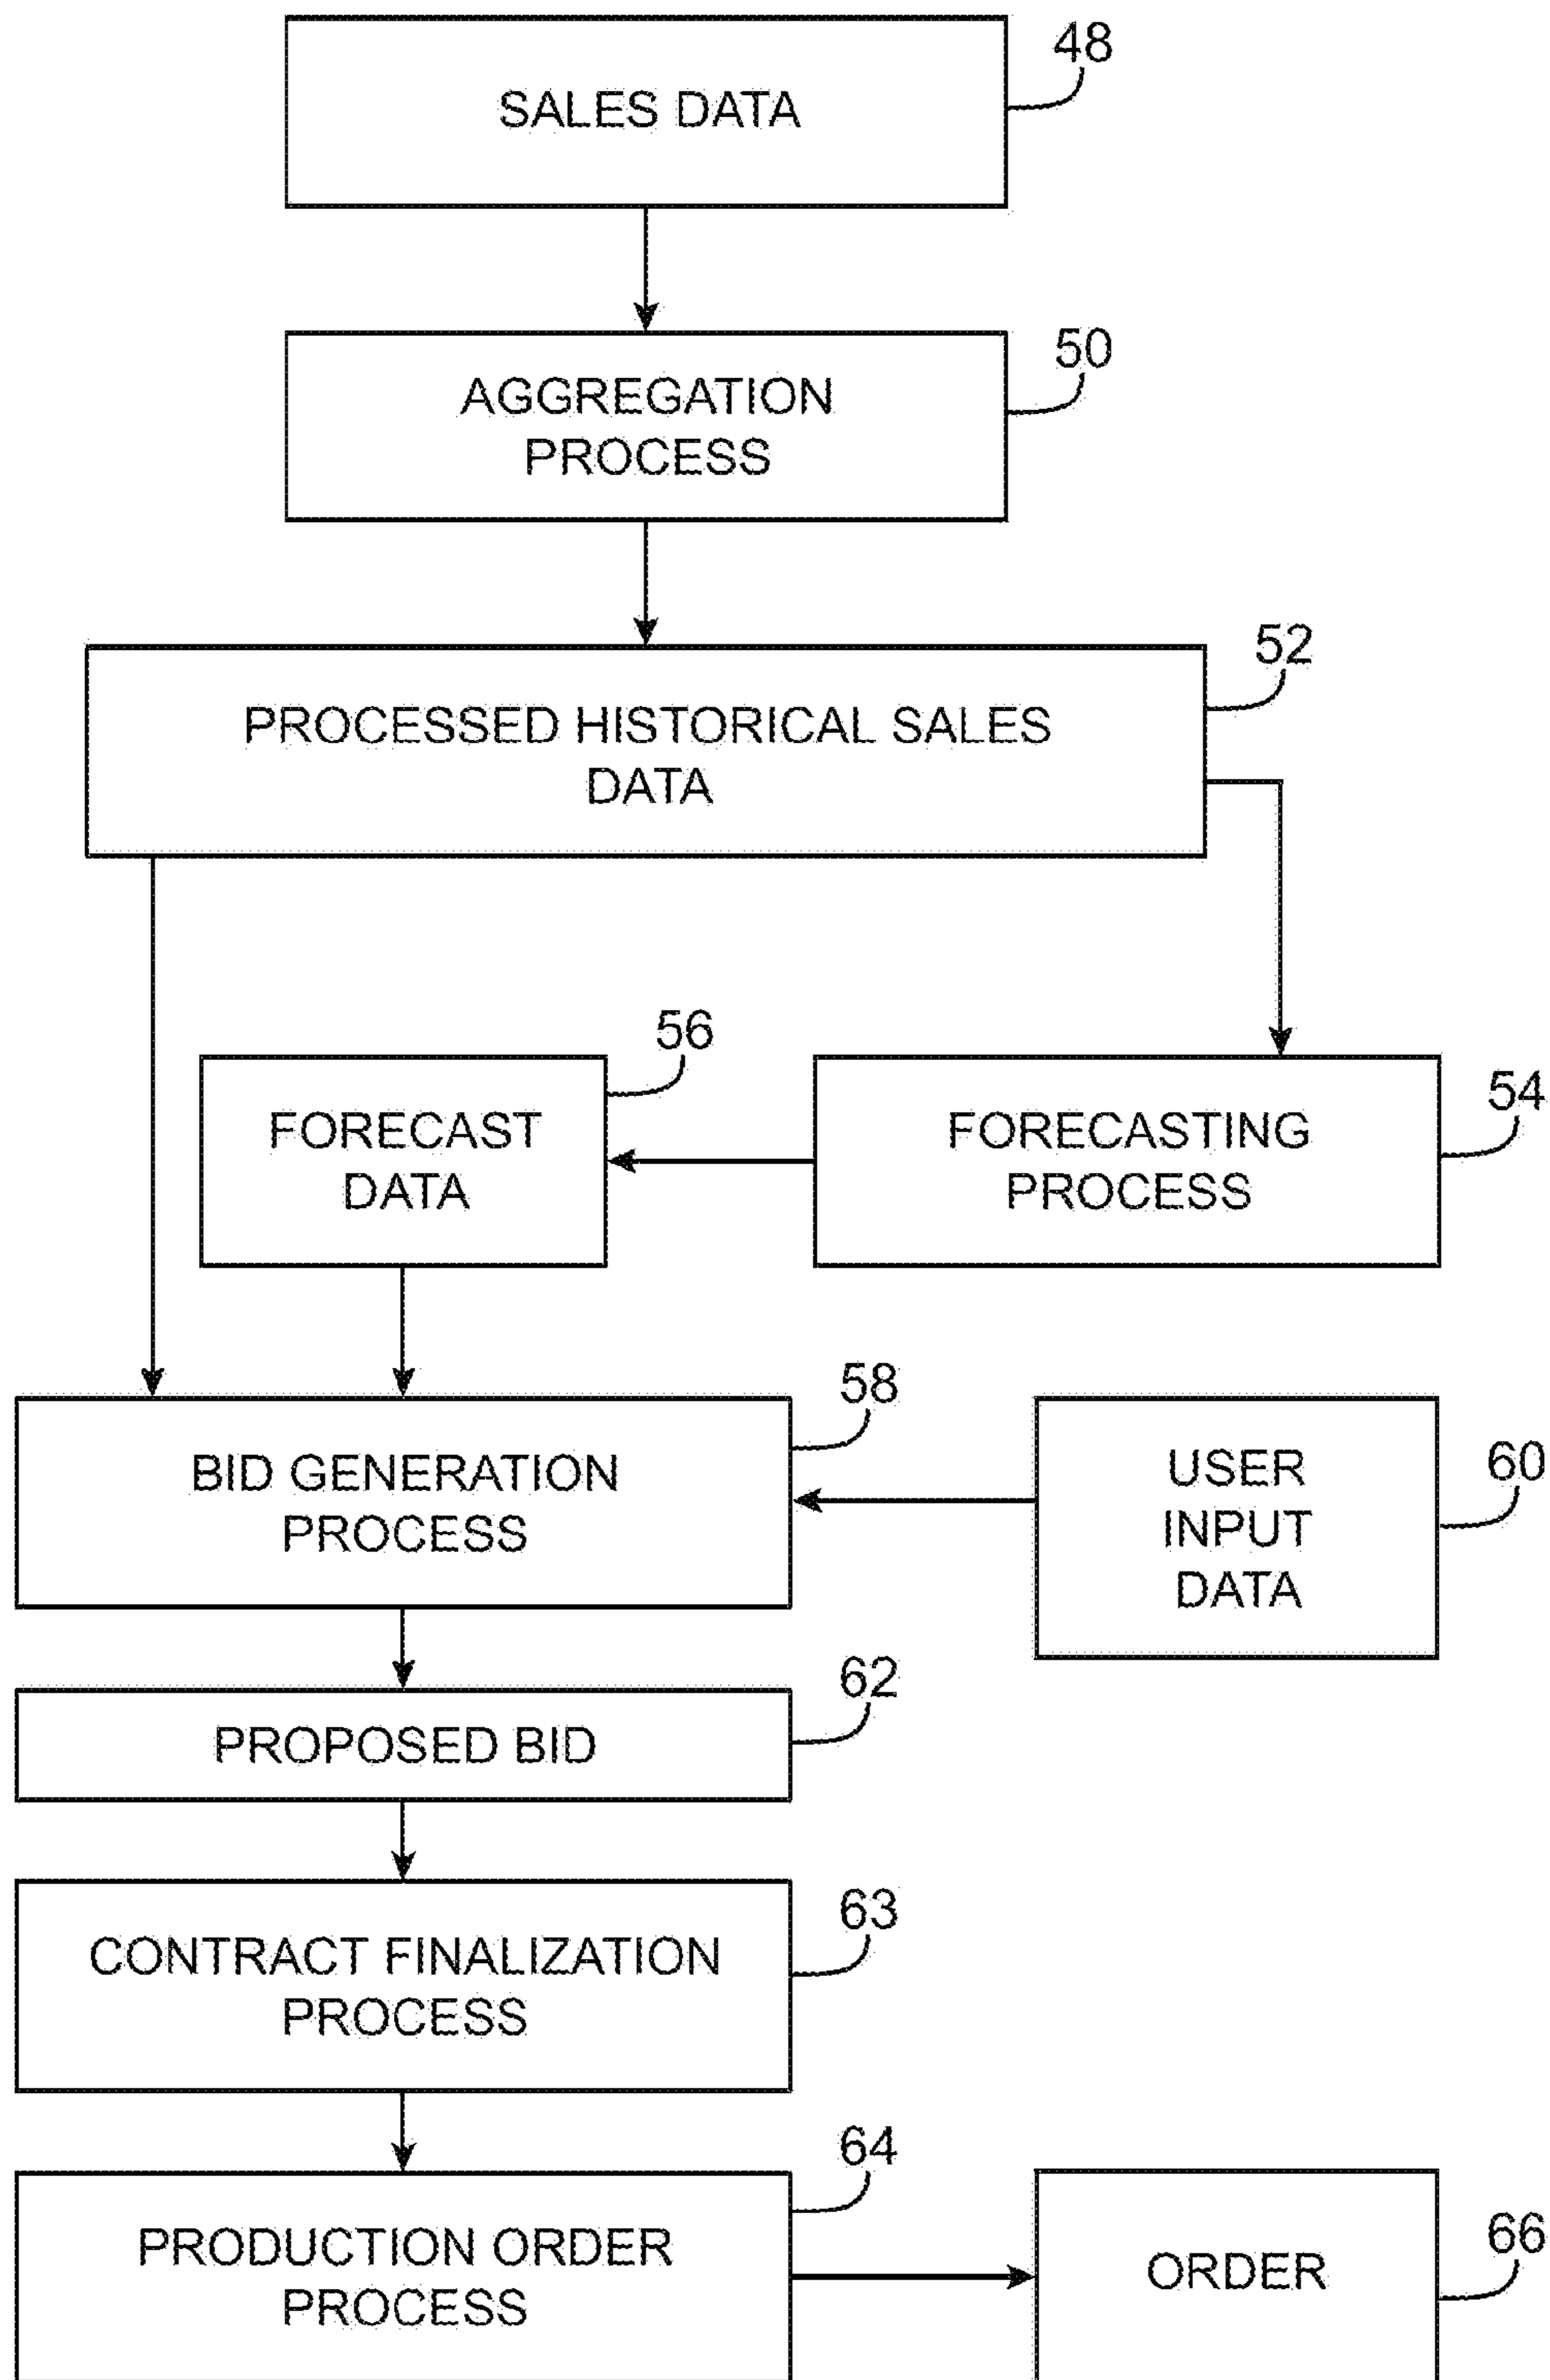 48
SALES DATA
50
AGGREGATION
PROCESS
52
PROCESSED HISTORICAL SALES
DATA
56
FORECAST
DATA
54
FORECASTING
PROCESS
58
BID GENERATION
PROCESS
60
USER
INPUT
DATA
62
PROPOSED BID
63
CONTRACT FINALIZATION
PROCESS
64
PRODUCTION ORDER
PROCESS
66
ORDER